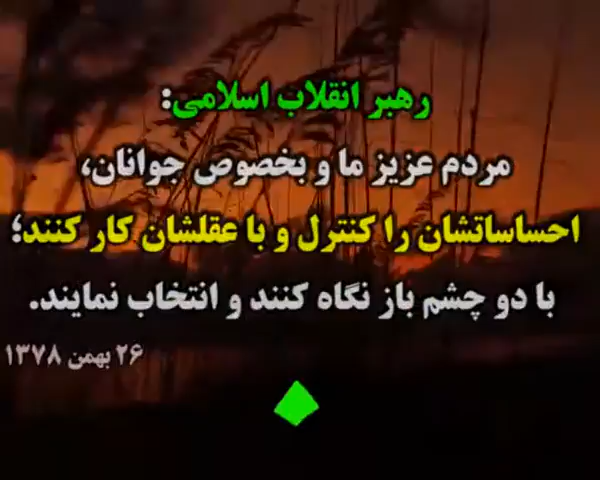 رهبر انقلاب اسلامی:
مردم عزیز ما و بخصوص جوانان،
احساساتشان را کنترل و با عقلشان کار کنند؛
با دو چشم باز نگاه کنند و انتخاب نمایند.
۲۶ بهمن ۱۳۷۸